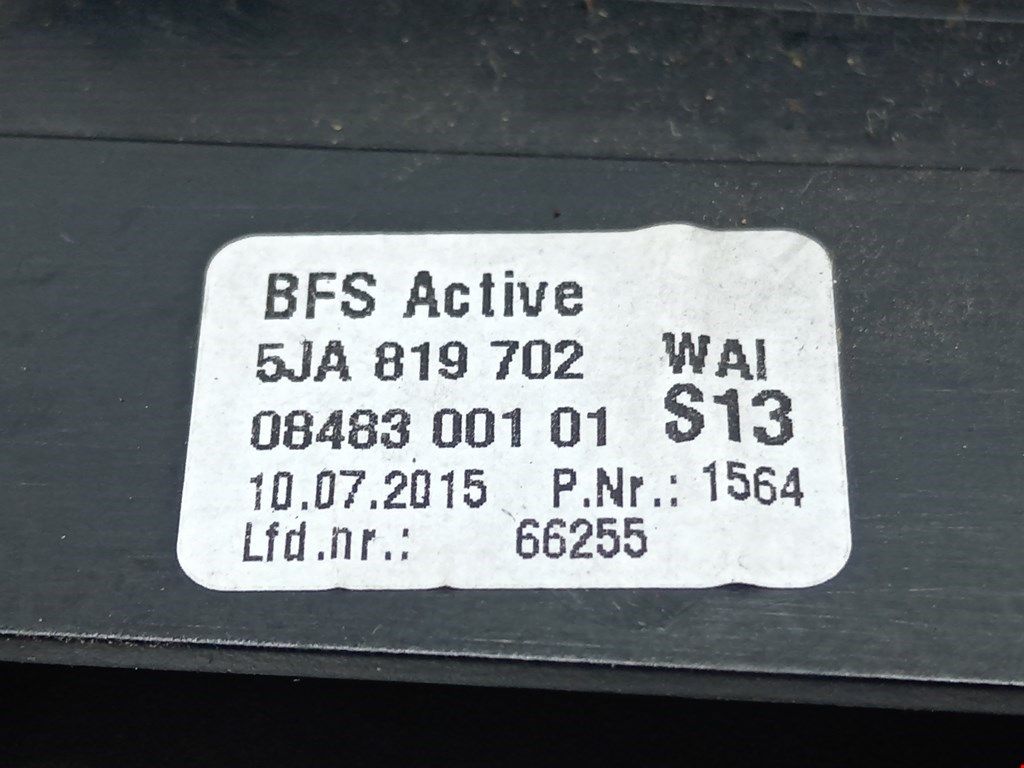 BFS Active
5JA 819 702 WAI
08483 001 01 S13
10.07.2015 P.Nr.: 1564
Lfd.nr.: 66255